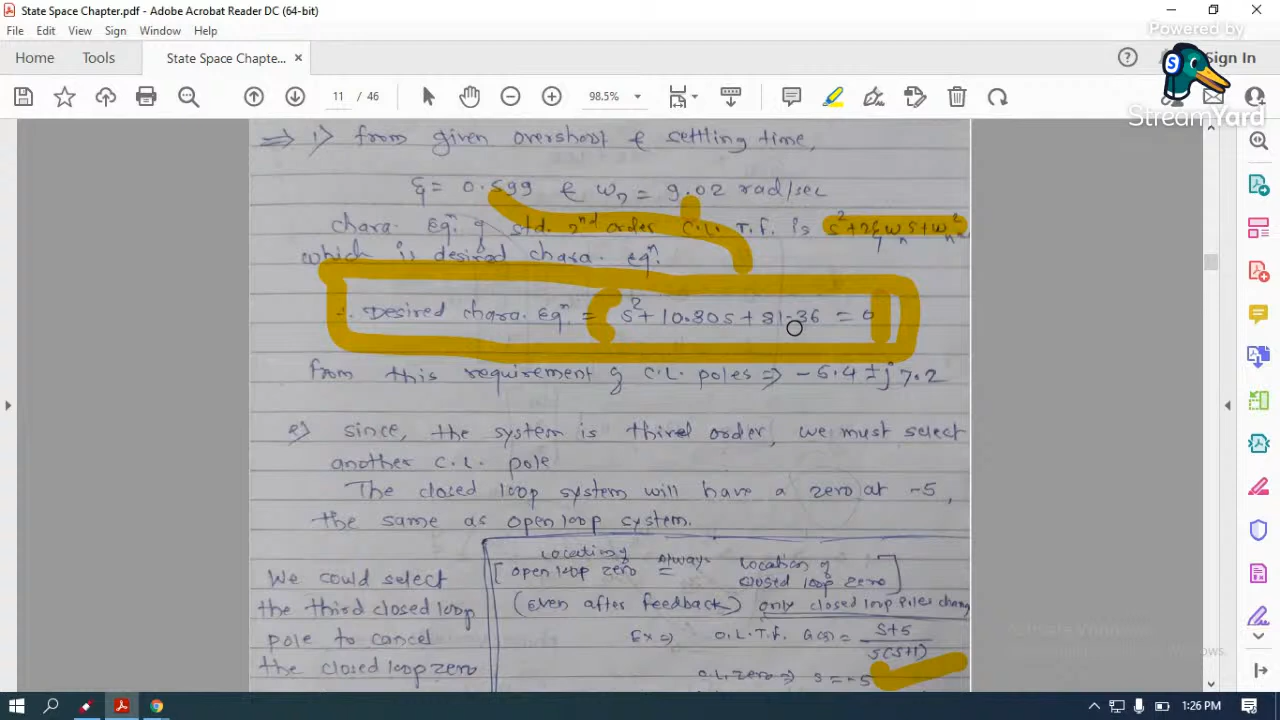 State Space Chapter.pdf - Adobe Acrobat Reader DC (64-bit)
File Edit View Sign Window Help
Powered by
Home Tools State Space Chapte... × Sign In
StreamYard
11 / 46 98.5%
⇒ 1) from given overshoot & settling time,
ξ = 0.599 & ωn = 9.02 rad/sec
chara. Eqⁿ of std. 2nd order C.L. T.F. is s²+2ξωns+ωn²
which is desired chara. Eqⁿ
∴ Desired chara. Eqⁿ = s²+10.80s+81.36 = 0
from this requirement of C.L. poles ⇒ -5.4 ± j7.2
2) since, the system is third order, we must select
another C.L. pole
The closed loop system will have a zero at -5,
the same as open loop system.
We could select
the third closed loop
pole to cancel
the closed loop zero
[Location of open loop zero Always = Location of closed loop zero]
(Even after feedback) only closed loop poles change
Ex ⇒ O.L.T.F. G(s) = s+5 / s(s+1)
O.L. zero ⇒ s = -5
Activate Windows
1:26 PM